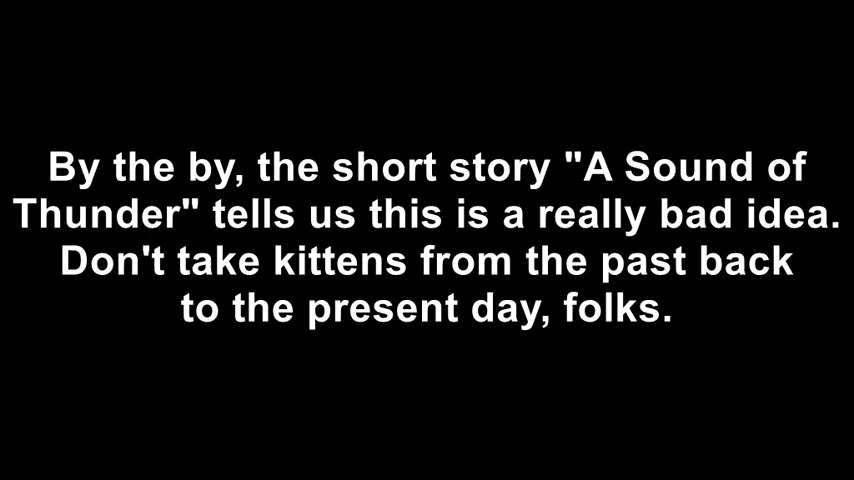 By the by, the short story "A Sound of
Thunder" tells us this is a really bad idea.
Don't take kittens from the past back
to the present day, folks.